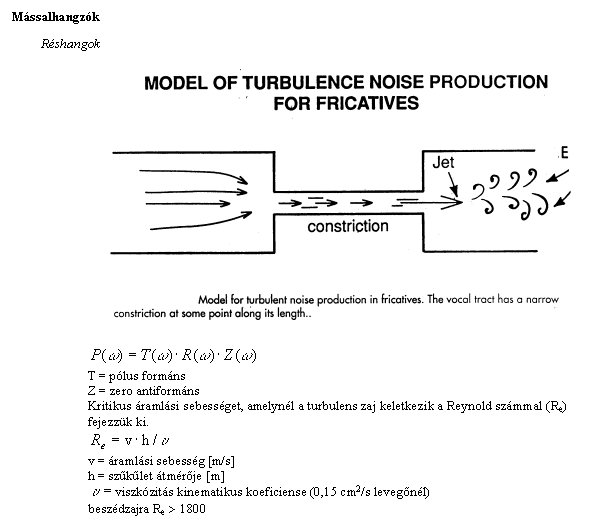 Mássalhangzók
Réshangok
MODEL OF TURBULENCE NOISE PRODUCTION
FOR FRICATIVES
Jet
E
constriction
Model for turbulent noise production in fricatives. The vocal tract has a narrow
constriction at some point along its length..
P(ω) = T(ω)· R(ω)· Z(ω)
T = pólus formáns
Z = zero antiformáns
Kritikus áramlási sebességet, amelynél a turbulens zaj keletkezik a Reynold számmal (Rₑ)
fejezzük ki.
Rₑ = v·h / υ
v = áramlási sebesség [m/s]
h = szűkűlet átmérője [m]
υ = viszkózitás kinematikus koeficiense (0,15 cm²/s levegőnél)
beszédzajra Rₑ > 1800